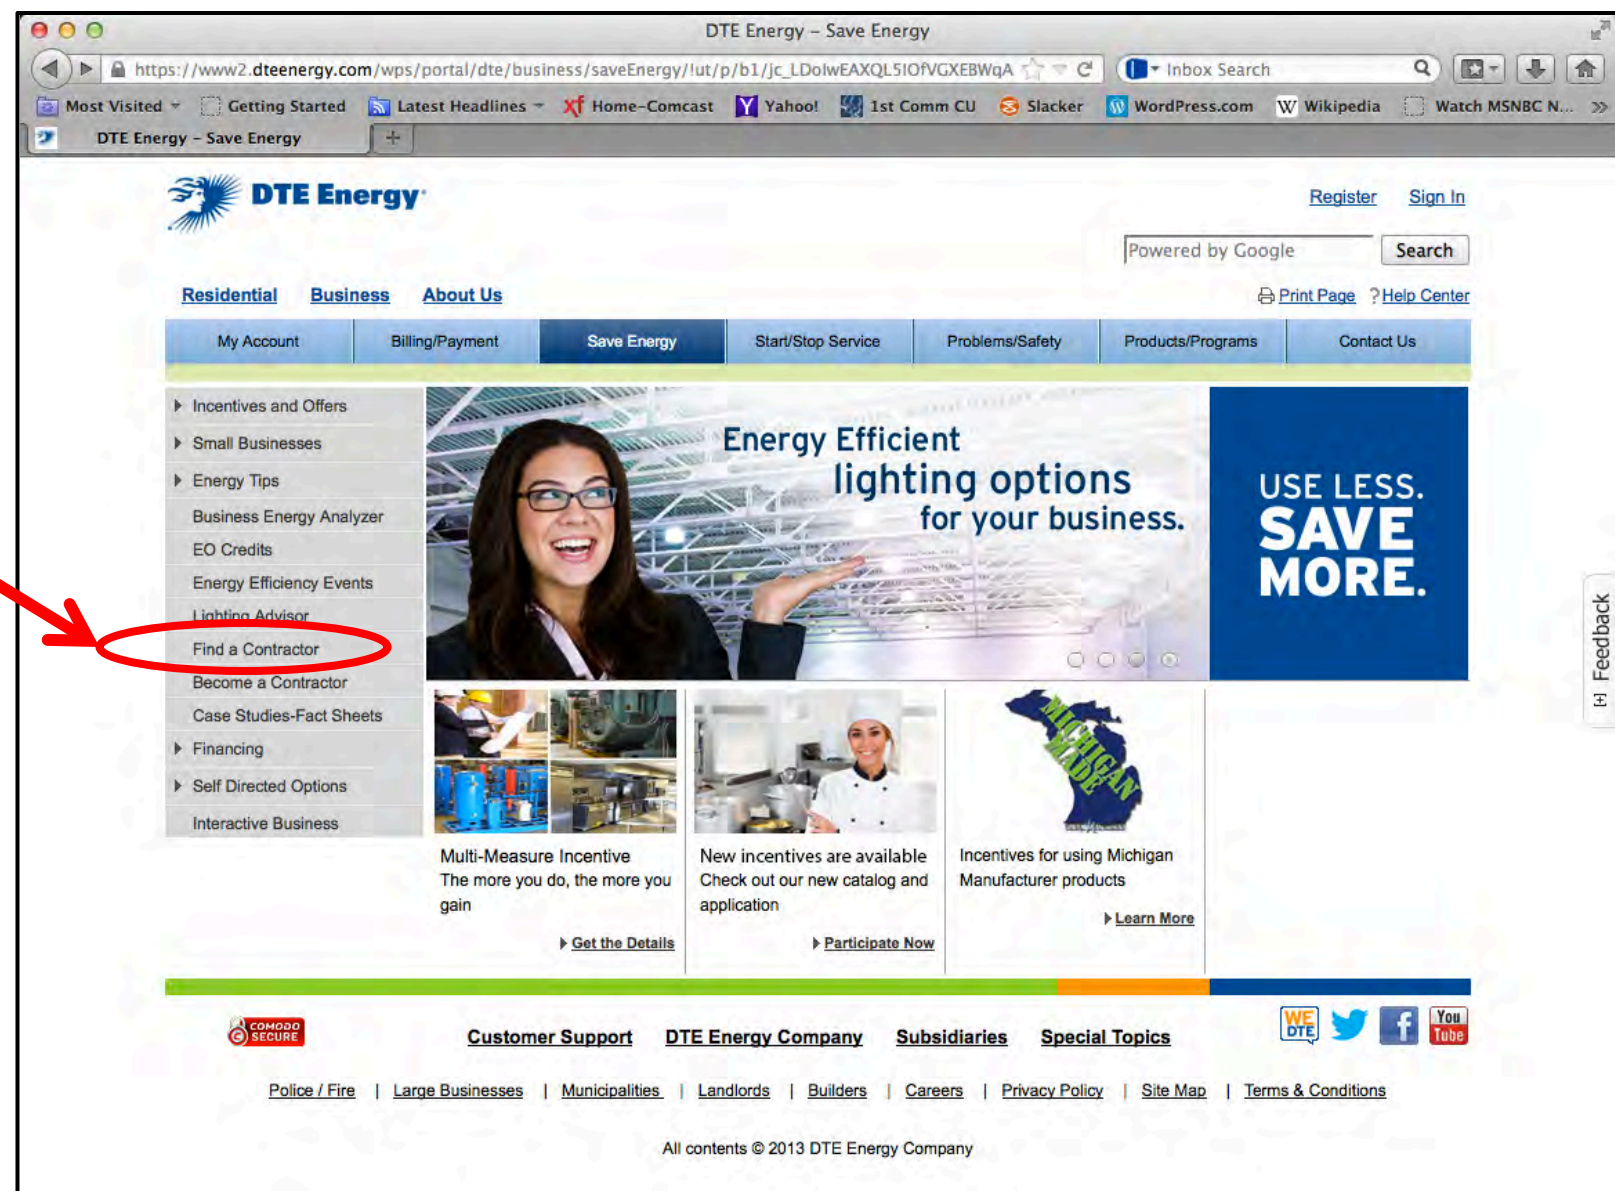 DTE Energy – Save Energy
https://www2.dteenergy.com/wps/portal/dte/business/saveEnergy/!ut/p/b1/jc_LDoIwEAXQL5IOfVGXEBWqA
Inbox Search
Most Visited Getting Started Latest Headlines Home-Comcast Yahoo! 1st Comm CU Slacker WordPress.com Wikipedia Watch MSNBC N... >>
DTE Energy – Save Energy +
DTE Energy
Register Sign In
Powered by Google Search
Residential Business About Us
Print Page ? Help Center
My Account Billing/Payment Save Energy Start/Stop Service Problems/Safety Products/Programs Contact Us
Incentives and Offers
Small Businesses
Energy Tips
Business Energy Analyzer
EO Credits
Energy Efficiency Events
Lighting Advisor
Find a Contractor
Become a Contractor
Case Studies-Fact Sheets
Financing
Self Directed Options
Interactive Business
Energy Efficient
lighting options
for your business.
USE LESS.
SAVE
MORE.
[+] Feedback
MICHIGAN
MADE
Multi-Measure Incentive
The more you do, the more you
gain
Get the Details
New incentives are available
Check out our new catalog and
application
Participate Now
Incentives for using Michigan
Manufacturer products
Learn More
COMODO
SECURE
Customer Support DTE Energy Company Subsidiaries Special Topics
WE
DTE
f
You
Tube
Police / Fire | Large Businesses | Municipalities | Landlords | Builders | Careers | Privacy Policy | Site Map | Terms & Conditions
All contents © 2013 DTE Energy Company